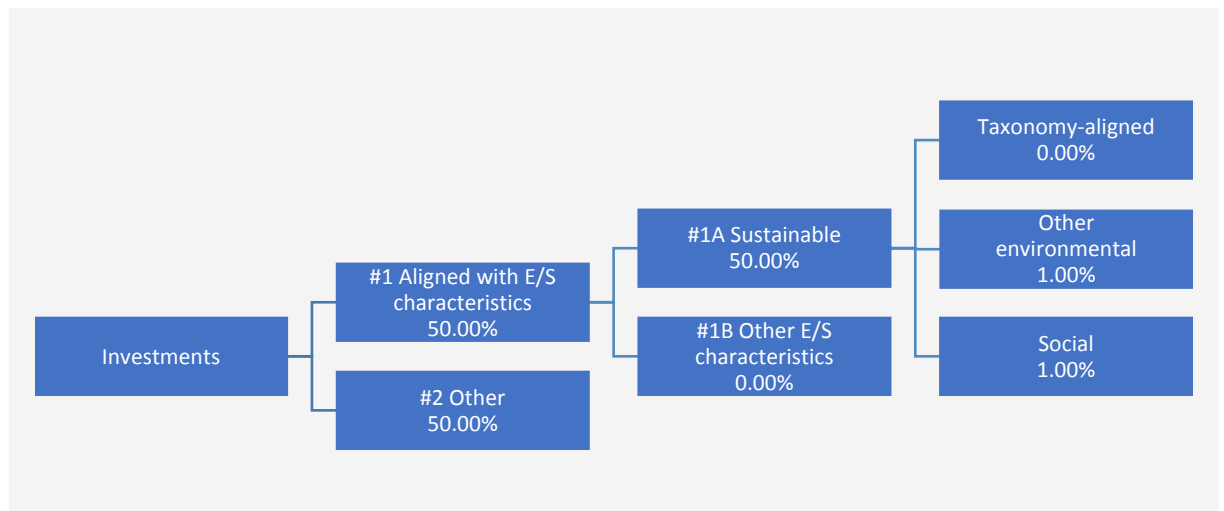 Investments
#1 Aligned with E/S
characteristics
50.00%
#2 Other
50.00%
#1A Sustainable
50.00%
#1B Other E/S
characteristics
0.00%
Taxonomy-aligned
0.00%
Other
environmental
1.00%
Social
1.00%